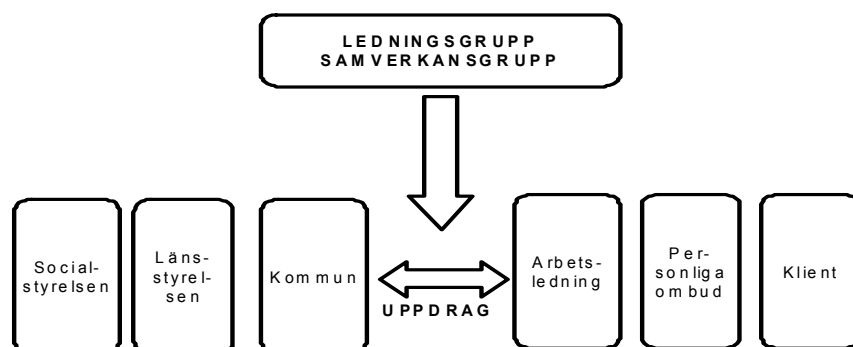 LEDNINGSGRUPP
SAMVERKANSGRUPP
Social-
styrelsen
Läns-
styrel-
sen
Kommun
UPPDRAG
Arbets-
ledning
Per-
sonliga
ombud
Klient